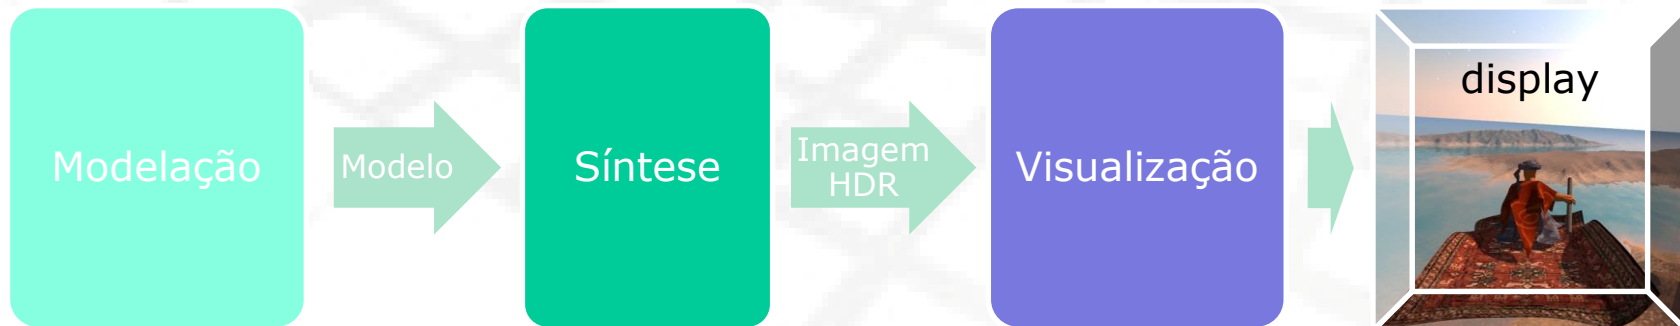 Modelação
Modelo
Síntese
Imagem
HDR
Visualização
display